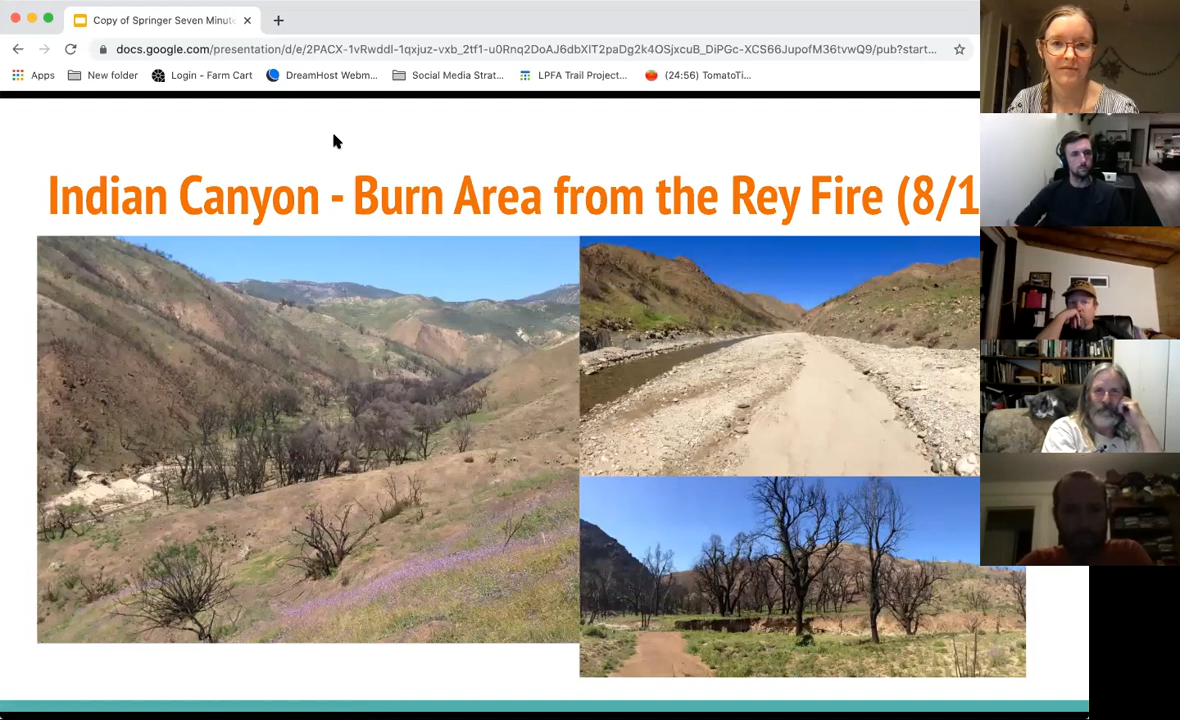 Copy of Springer Seven Minut
docs.google.com/presentation/d/e/2PACX-1vRwddl-1qxjuz-vxb_2tf1-u0Rnq2DoAJ6dbXlT2paDg2k4OSjxcuB_DiPGc-XCS66JupofM36tvwQ9/pub?start...
Apps New folder Login - Farm Cart DreamHost Webm... Social Media Strat... LPFA Trail Project... (24:56) TomatoTi...
Indian Canyon - Burn Area from the Rey Fire (8/1